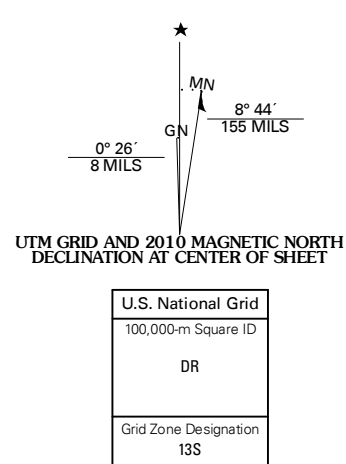 ★
MN
GN
8° 44´
155 MILS
0° 26´
8 MILS
UTM GRID AND 2010 MAGNETIC NORTH
DECLINATION AT CENTER OF SHEET
U.S. National Grid
100,000-m Square ID
DR
Grid Zone Designation
13S